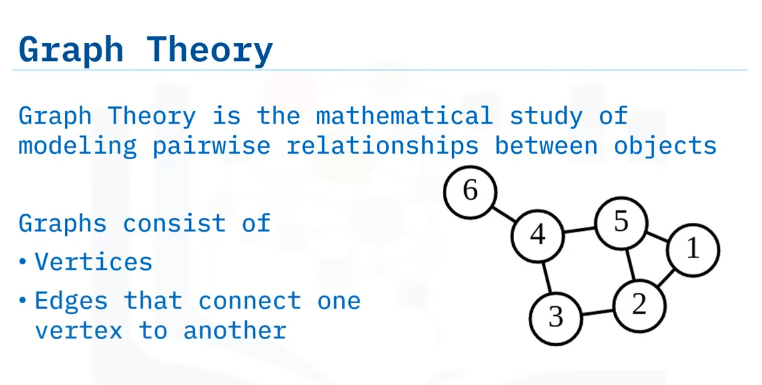 Graph Theory
Graph Theory is the mathematical study of
modeling pairwise relationships between objects
Graphs consist of
• Vertices
• Edges that connect one
vertex to another
6
4
5
1
3
2